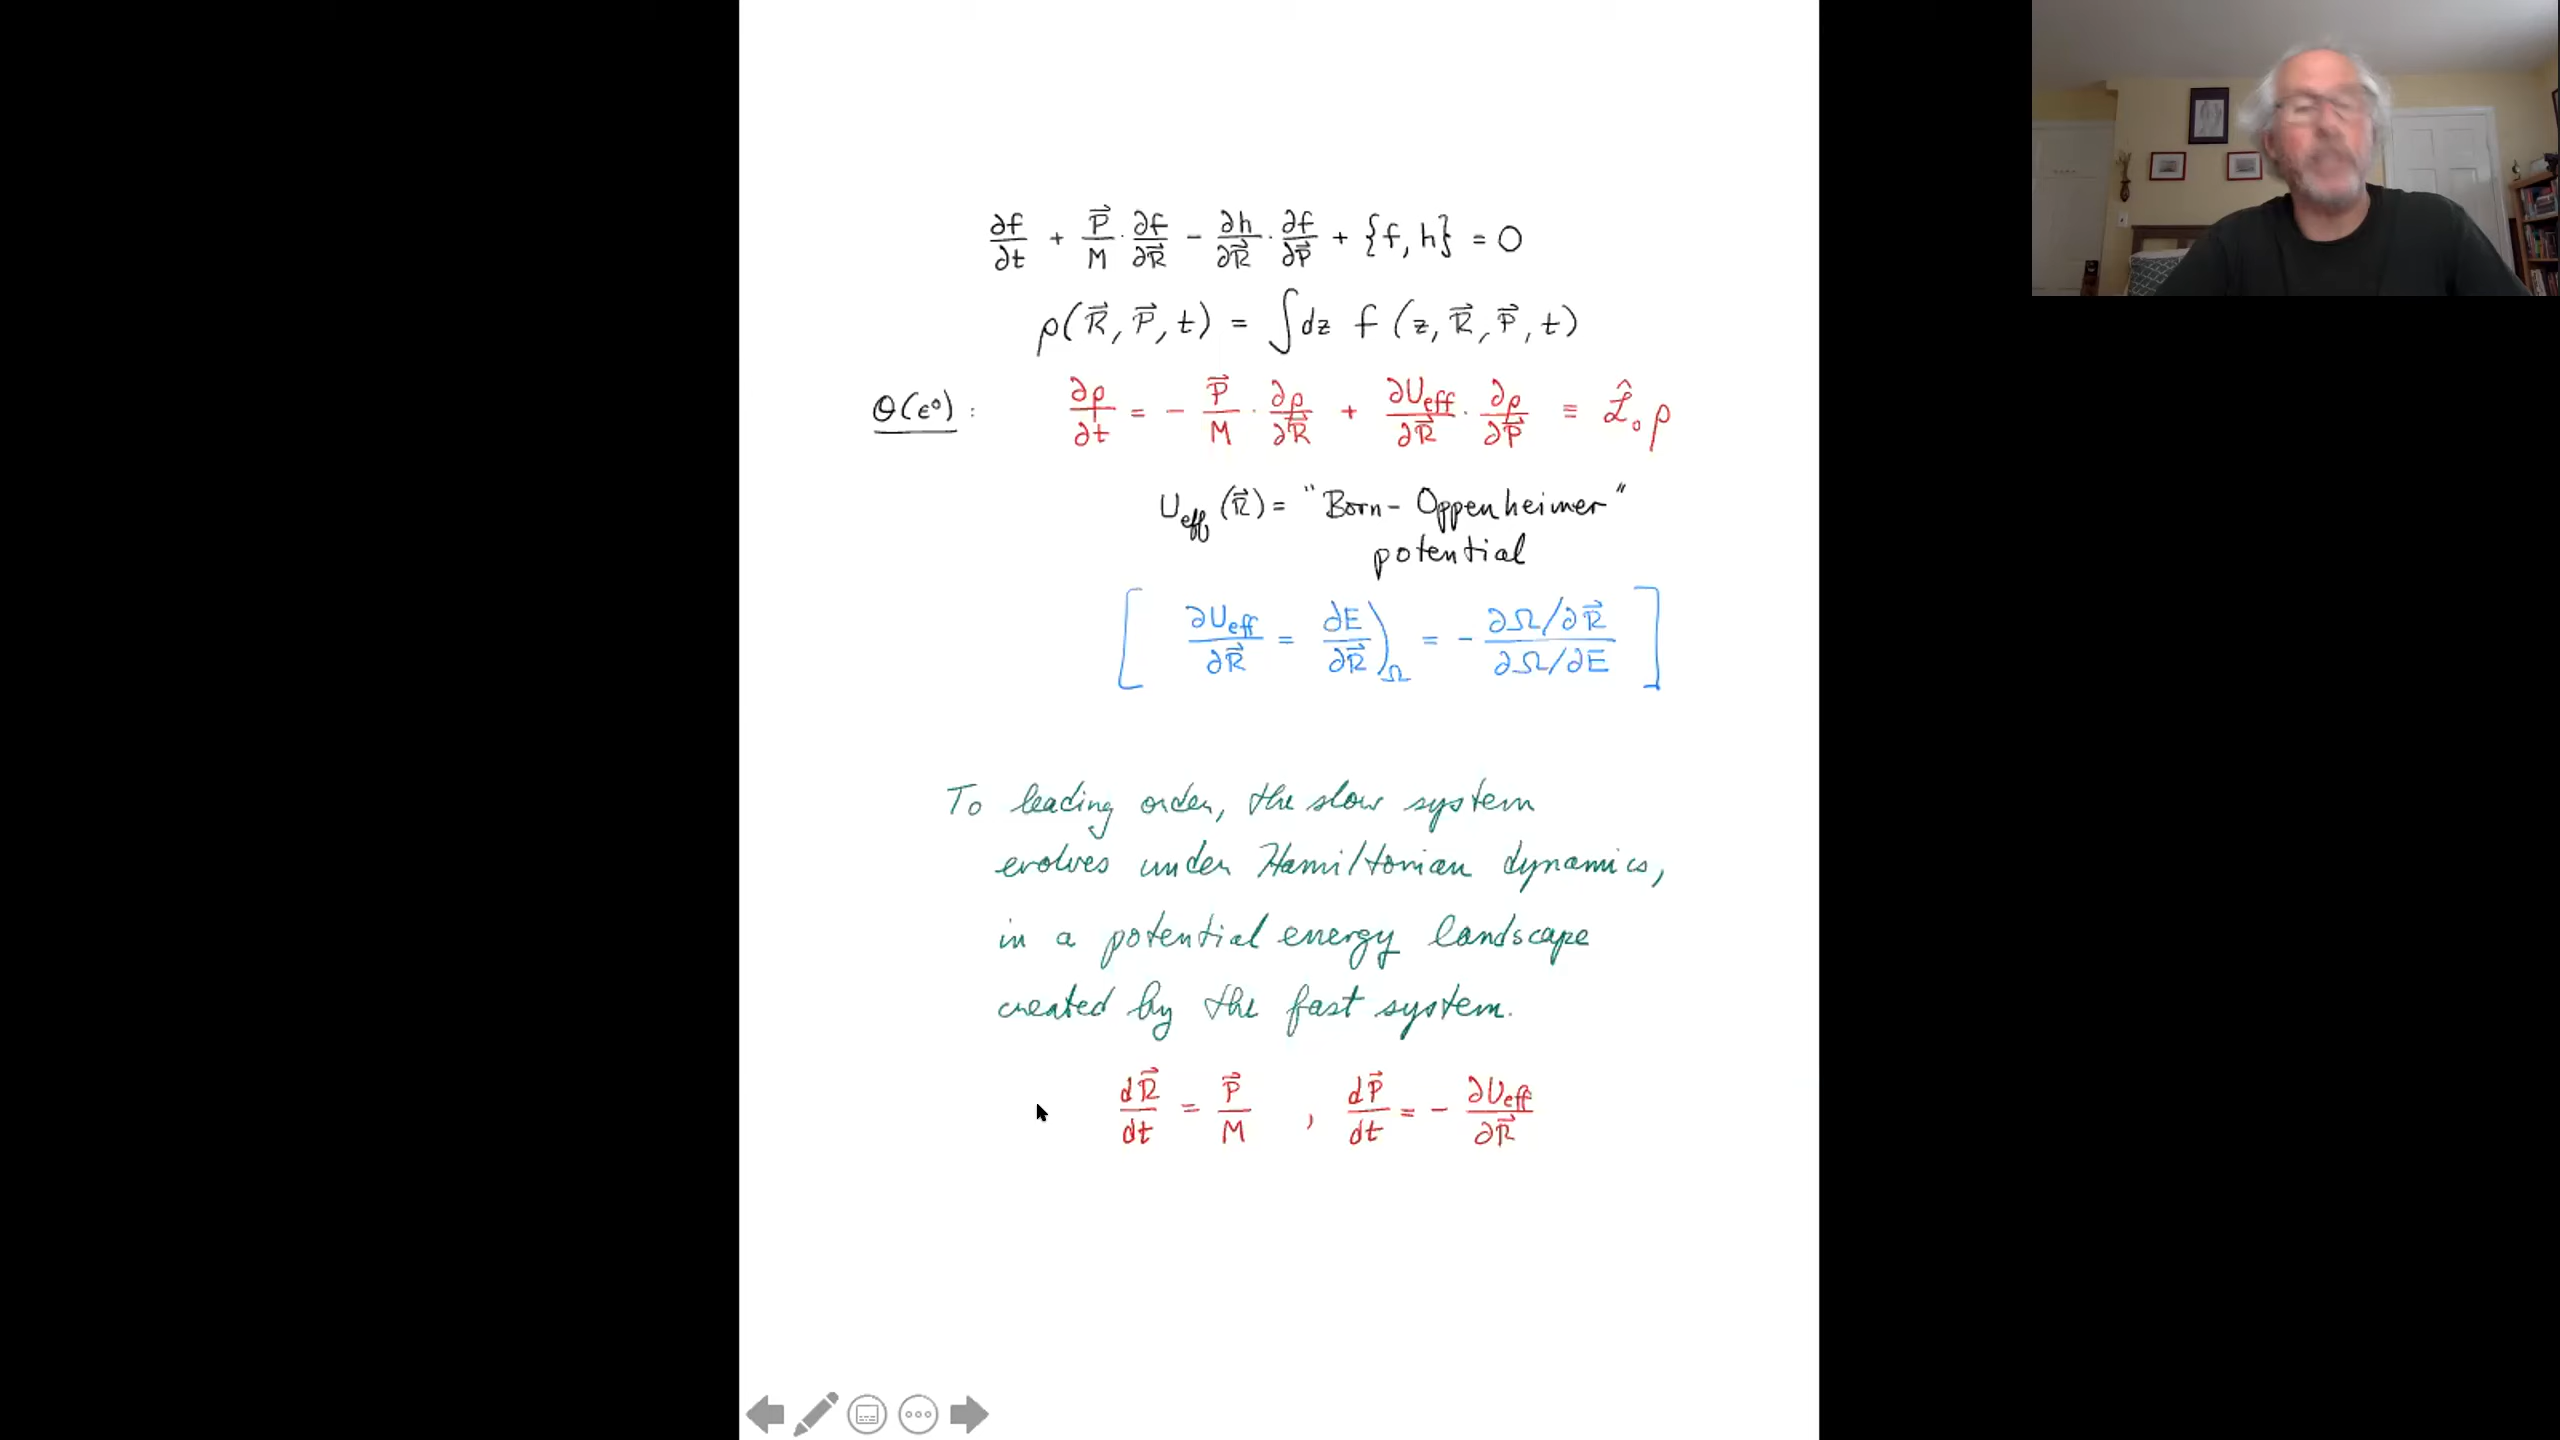 ∂f/∂t + P⃗/M · ∂f/∂R⃗ − ∂h/∂R⃗ · ∂f/∂P⃗ + {f, h} = 0
ρ(R⃗, P⃗, t) = ∫dz f (z, R⃗, P⃗, t)
O(ϵ⁰) : ∂ρ/∂t = − P⃗/M · ∂ρ/∂R⃗ + ∂U_eff/∂R⃗ · ∂ρ/∂P⃗ ≡ ℒ̂₀ ρ
U_eff (R⃗) = "Born-Oppenheimer"
potential
[ ∂U_eff/∂R⃗ = ∂E/∂R⃗ )_Ω = − (∂Ω/∂R⃗)/(∂Ω/∂E) ]
To leading order, the slow system
evolves under Hamiltonian dynamics,
in a potential energy landscape
created by the fast system.
dR⃗/dt = P⃗/M , dP⃗/dt = − ∂U_eff/∂R⃗